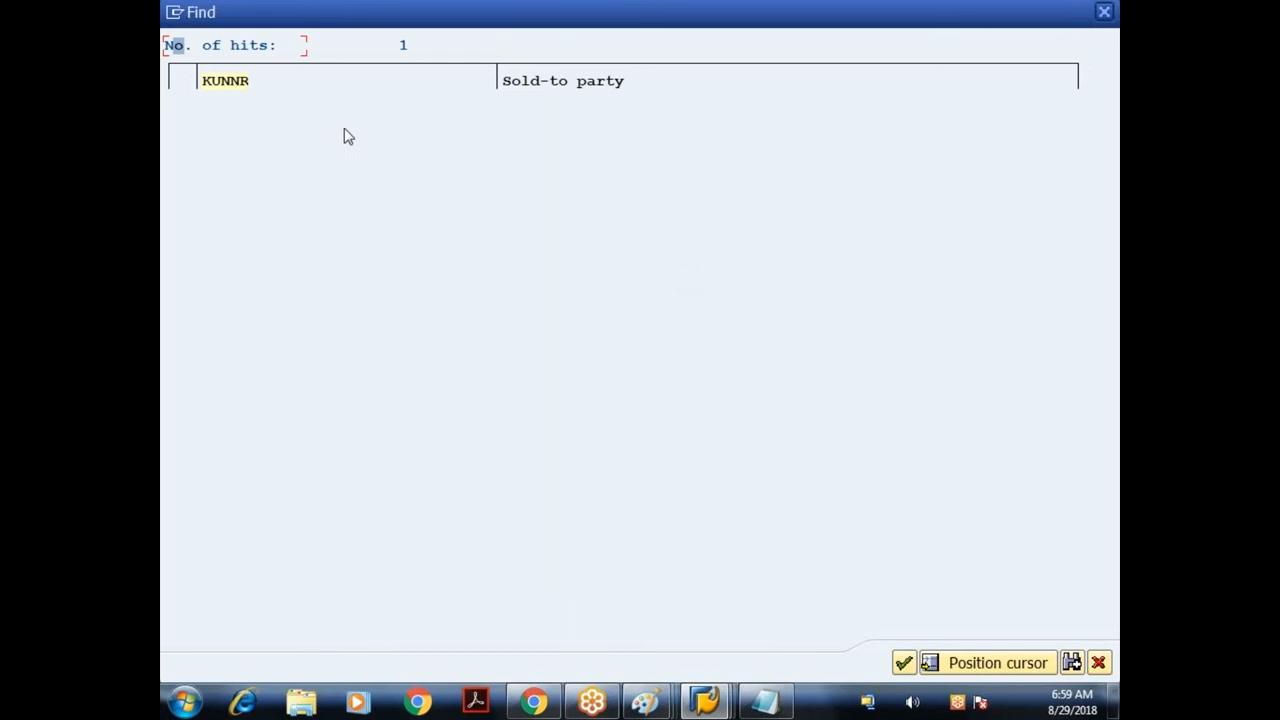 Find
No. of hits: 1
KUNNR Sold-to party
Position cursor
6:59 AM
8/29/2018